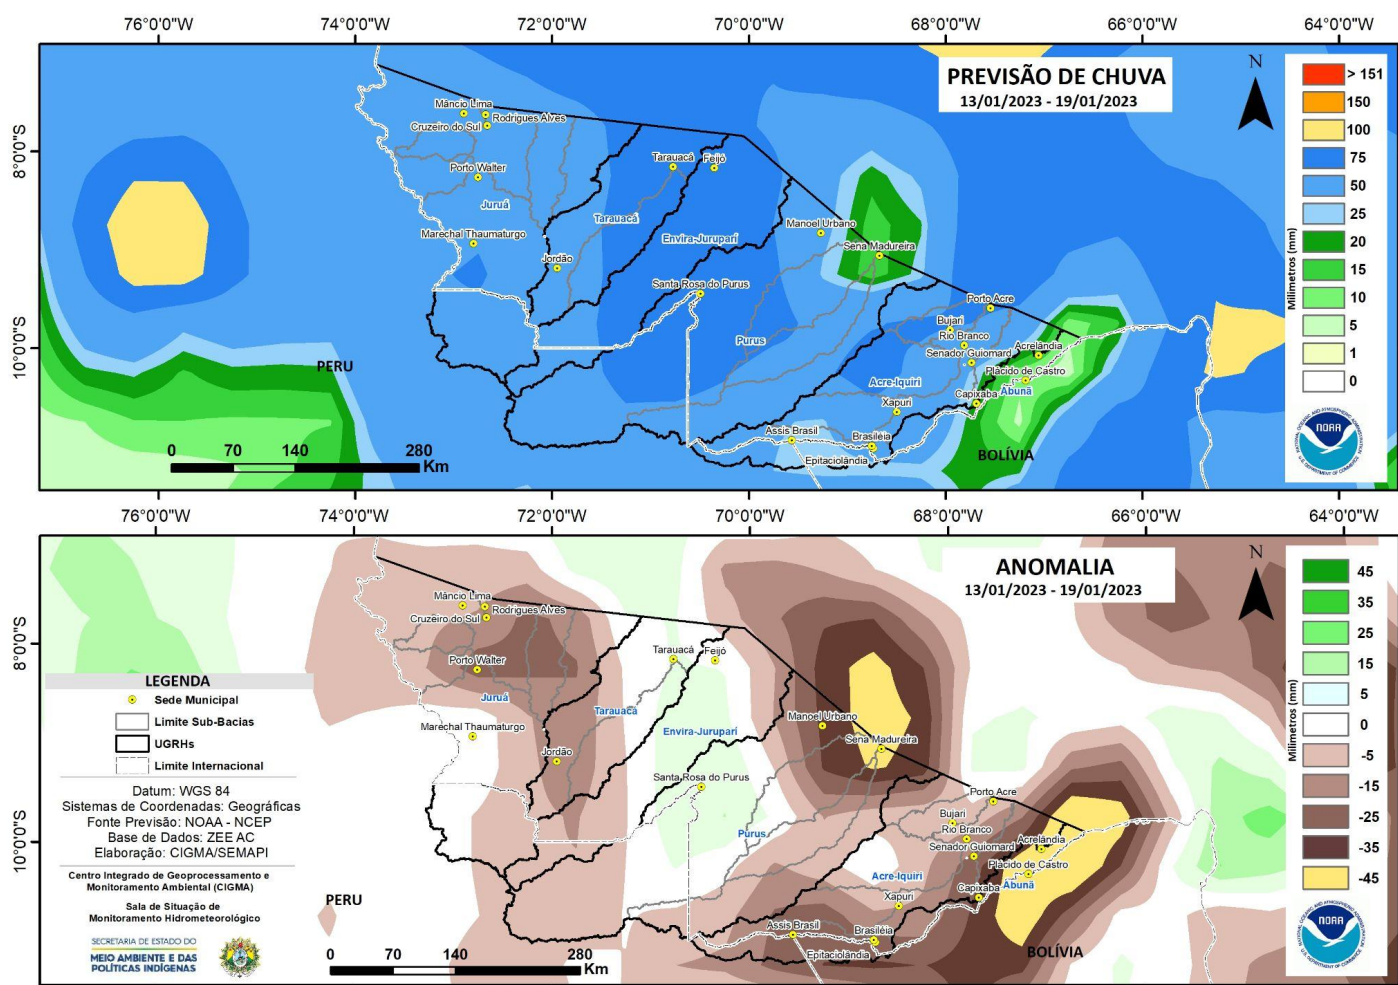 76°0'0"W 74°0'0"W 72°0'0"W 70°0'0"W 68°0'0"W 66°0'0"W 64°0'0"W
8°0'0"S
10°0'0"S
PREVISÃO DE CHUVA
13/01/2023 - 19/01/2023
N
> 151
150
100
75
50
25
20
15
10
5
1
0
Milímetros (mm)
NOAA
Mâncio Lima
Rodrigues Alves
Cruzeiro do Sul
Porto Walter
Juruá
Marechal Thaumaturgo
Jordão
Tarauacá
Feijó
Tarauacá
Envira-Jurupari
Santa Rosa do Purus
Manoel Urbano
Sena Madureira
Purus
Porto Acre
Bujari
Rio Branco
Senador Guiomard
Acrelândia
Plácido de Castro
Abunã
Capixaba
Acre-Iquiri
Xapuri
Assis Brasil
Brasiléia
Epitaciolândia
PERU
BOLÍVIA
0 70 140 280
Km
76°0'0"W 74°0'0"W 72°0'0"W 70°0'0"W 68°0'0"W 66°0'0"W 64°0'0"W
8°0'0"S
10°0'0"S
ANOMALIA
13/01/2023 - 19/01/2023
N
45
35
25
15
5
0
-5
-15
-25
-35
-45
Milímetros (mm)
NOAA
Mâncio Lima
Rodrigues Alves
Cruzeiro do Sul
Porto Walter
Juruá
Marechal Thaumaturgo
Jordão
Tarauacá
Feijó
Tarauacá
Envira-Jurupari
Santa Rosa do Purus
Manoel Urbano
Sena Madureira
Purus
Porto Acre
Bujari
Rio Branco
Senador Guiomard
Acrelândia
Plácido de Castro
Abunã
Capixaba
Acre-Iquiri
Xapuri
Assis Brasil
Brasiléia
Epitaciolândia
PERU
BOLÍVIA
0 70 140 280
Km
LEGENDA
Sede Municipal
Limite Sub-Bacias
UGRHs
Limite Internacional
Datum: WGS 84
Sistemas de Coordenadas: Geográficas
Fonte Previsão: NOAA - NCEP
Base de Dados: ZEE AC
Elaboração: CIGMA/SEMAPI
Centro Integrado de Geoprocessamento e
Monitoramento Ambiental (CIGMA)
Sala de Situação de
Monitoramento Hidrometeorológico
SECRETARIA DE ESTADO DO
MEIO AMBIENTE E DAS
POLÍTICAS INDÍGENAS